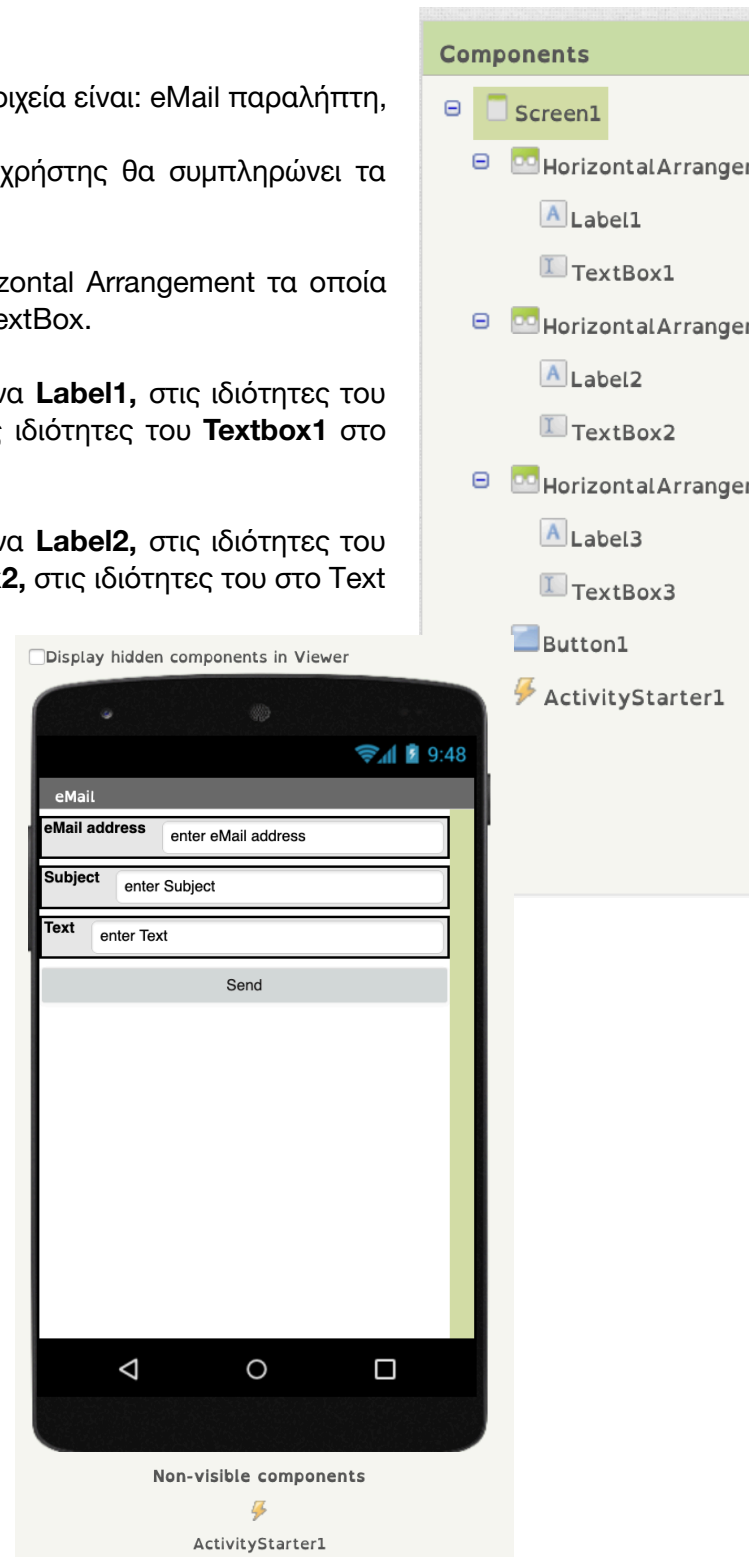 Components
οιχεία είναι: eMail παραλήπτη,
χρήστης θα συμπληρώνει τα
zontal Arrangement τα οποία
extBox.
να Label1, στις ιδιότητες του
ς ιδιότητες του Textbox1 στο
να Label2, στις ιδιότητες του
2, στις ιδιότητες του στο Text
Screen1
HorizontalArranger
Label1
TextBox1
HorizontalArranger
Label2
TextBox2
HorizontalArranger
Label3
TextBox3
Button1
ActivityStarter1
Display hidden components in Viewer
9:48
eMail
eMail address enter eMail address
Subject enter Subject
Text enter Text
Send
Non-visible components
ActivityStarter1